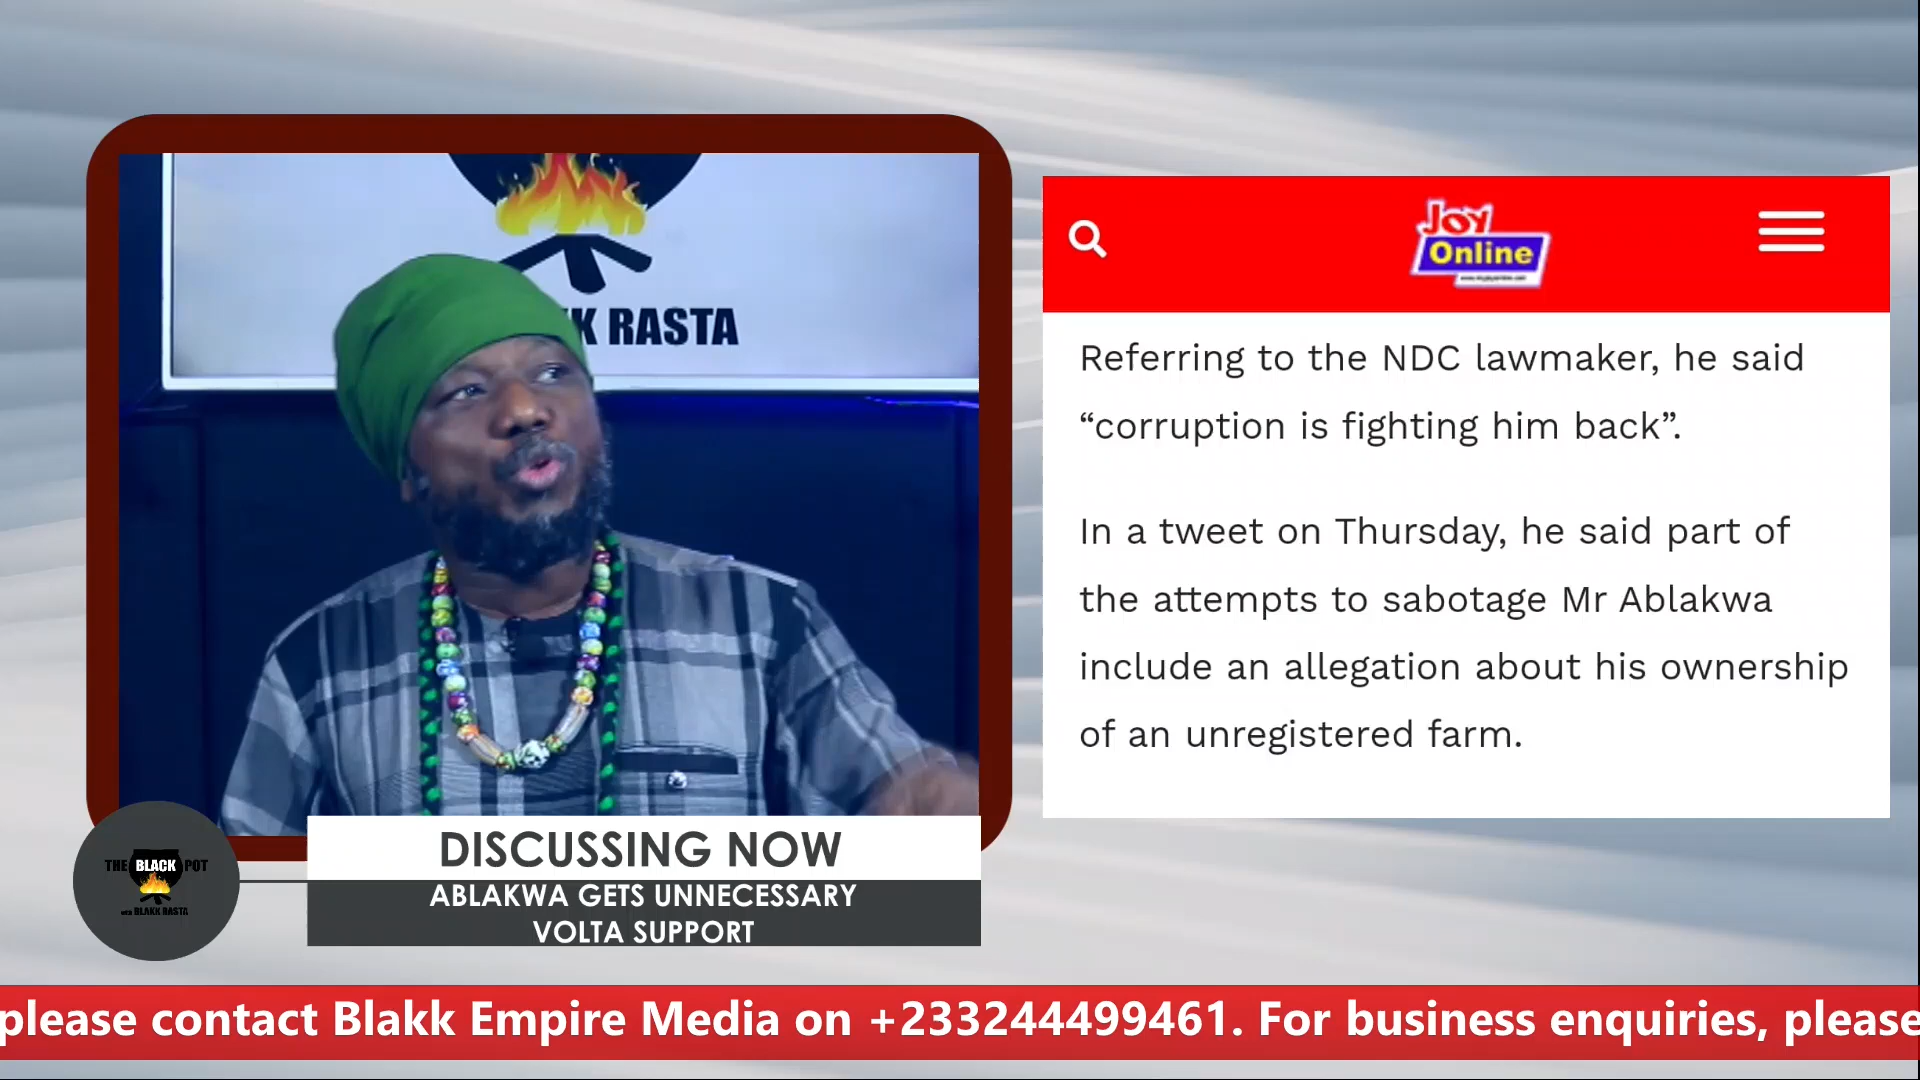 K RASTA
Joy
Online
Referring to the NDC lawmaker, he said
“corruption is fighting him back”.
In a tweet on Thursday, he said part of
the attempts to sabotage Mr Ablakwa
include an allegation about his ownership
of an unregistered farm.
THE BLACK POT
WITH BLAKK RASTA
DISCUSSING NOW
ABLAKWA GETS UNNECESSARY
VOLTA SUPPORT
please contact Blakk Empire Media on +233244499461. For business enquiries, please